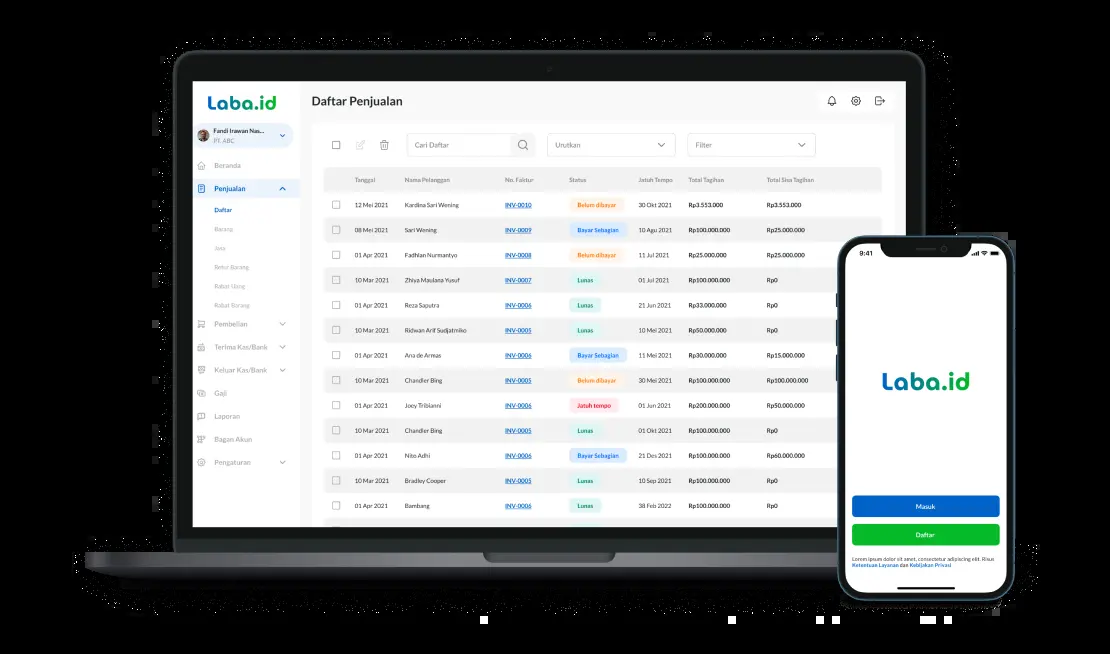 Laba.id
Daftar Penjualan
Fandi Irawan Nas...
PT. ABC
Beranda
Penjualan
Daftar
Barang
Jasa
Retul Barang
Rabat Uang
Rabat Barang
Pembelian
Terima Kas/Bank
Keluar Kas/Bank
Gaji
Laporan
Bagan Akun
Pengaturan
Cari Daftar
Urutkan
Filter
Tanggal Nama Pelanggan No. Faktur Status Jatuh Tempo Total Tagihan Total Sisa Tagihan
12 Mei 2021 Kardina Sari Wening INV-0010 Belum dibayar 30 Okt 2021 Rp3.553.000 Rp3.553.000
08 Mei 2021 Sari Wening INV-0009 Bayar Sebagian 10 Agu 2021 Rp100.000.000 Rp25.000.000
01 Apr 2021 Fadhlan Nurmantyo INV-0008 Belum dibayar 11 Jul 2021 Rp25.000.000 Rp25.000.000
10 Mar 2021 Zhiya Maulana Yusuf INV-0007 Lunas 01 Jul 2021 Rp100.000.000 Rp0
01 Apr 2021 Reza Saputra INV-0006 Lunas 21 Jun 2021 Rp33.000.000 Rp0
10 Mar 2021 Ridwan Arif Sudjatmiko INV-0005 Lunas 10 Mei 2021 Rp50.000.000 Rp0
01 Apr 2021 Ana de Armas INV-0006 Bayar Sebagian 11 Mei 2021 Rp30.000.000 Rp15.000.000
10 Mar 2021 Chandler Bing INV-0005 Belum dibayar 30 Mei 2021 Rp100.000.000 Rp100.000.000
01 Apr 2021 Joey Tribianni INV-0006 Jatuh tempo 01 Jun 2021 Rp200.000.000 Rp50.000.000
10 Mar 2021 Chandler Bing INV-0005 Lunas 01 Okt 2021 Rp100.000.000 Rp0
01 Apr 2021 Nito Adhi INV-0006 Bayar Sebagian 21 Des 2021 Rp100.000.000 Rp60.000.000
10 Mar 2021 Bradley Cooper INV-0005 Lunas 10 Sep 2021 Rp100.000.000 Rp0
01 Apr 2021 Bambang INV-0006 Lunas 38 Feb 2022 Rp100.000.000 Rp0
9:41
Laba.id
Masuk
Daftar
Lorem ipsum dolor sit amet, consectetur adipiscing elit. Risus
Ketentuan Layanan dan Kebijakan Privasi